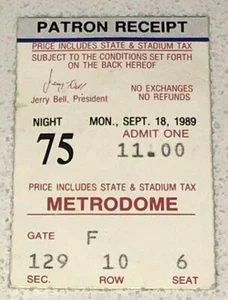 PATRON RECEIPT
PRICE INCLUDES STATE & STADIUM TAX
SUBJECT TO THE CONDITIONS SET FORTH
ON THE BACK HEREOF
Jerry Bell, President
NO EXCHANGES
NO REFUNDS
NIGHT MON., SEPT. 18, 1989
75 ADMIT ONE
11.00
PRICE INCLUDES STATE & STADIUM TAX
METRODOME
GATE F
129 10 6
SEC. ROW SEAT